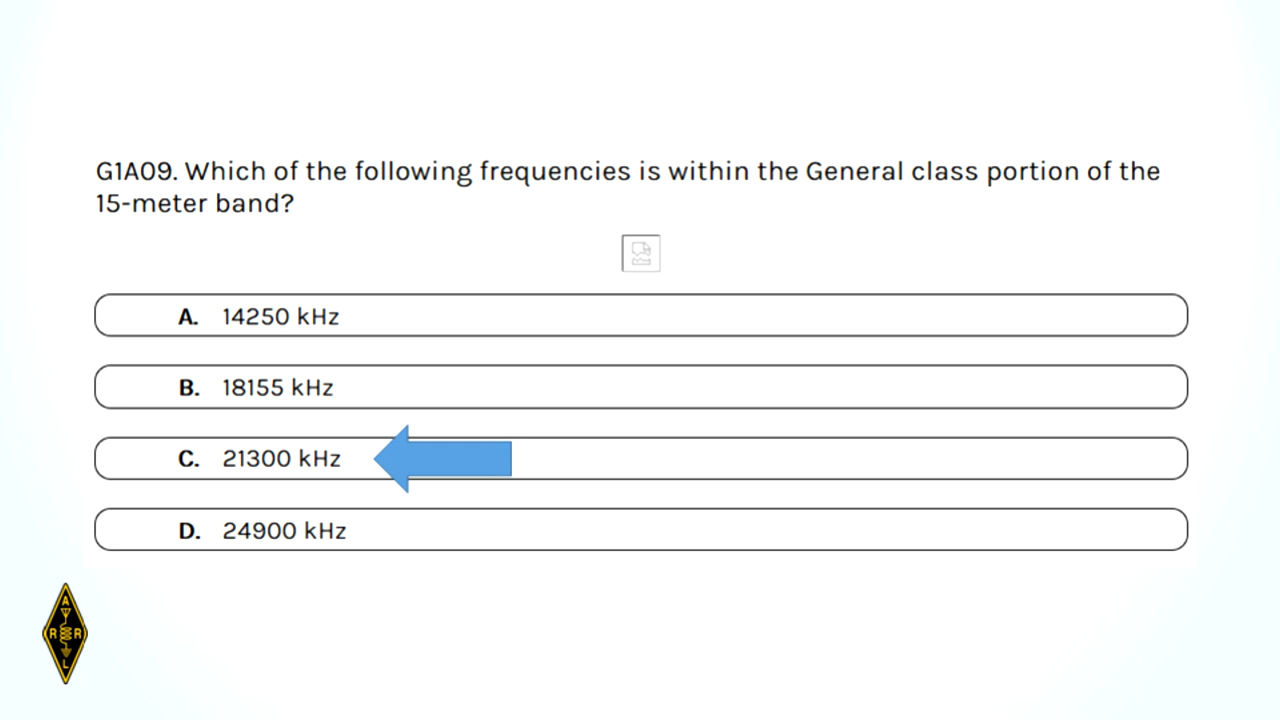 G1A09. Which of the following frequencies is within the General class portion of the
15-meter band?
A. 14250 kHz
B. 18155 kHz
C. 21300 kHz
D. 24900 kHz
A
R R
L